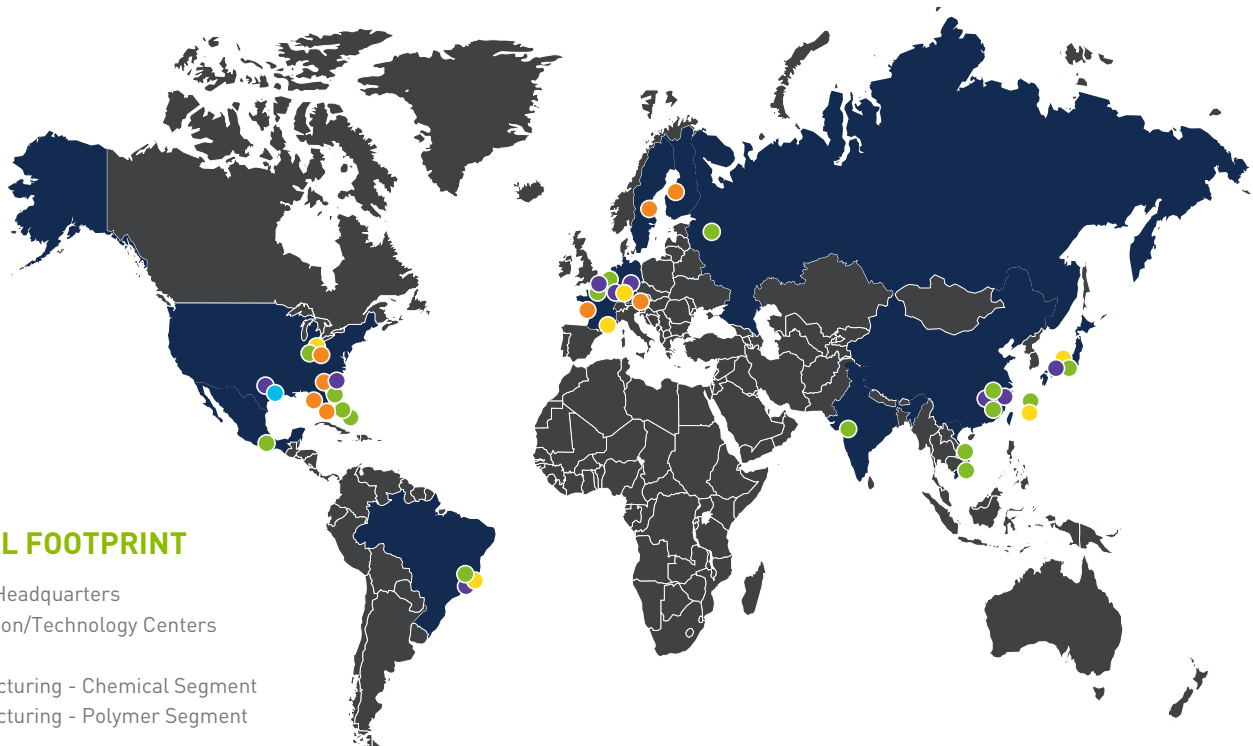 L FOOTPRINT
Headquarters
on/Technology Centers
cturing - Chemical Segment
cturing - Polymer Segment